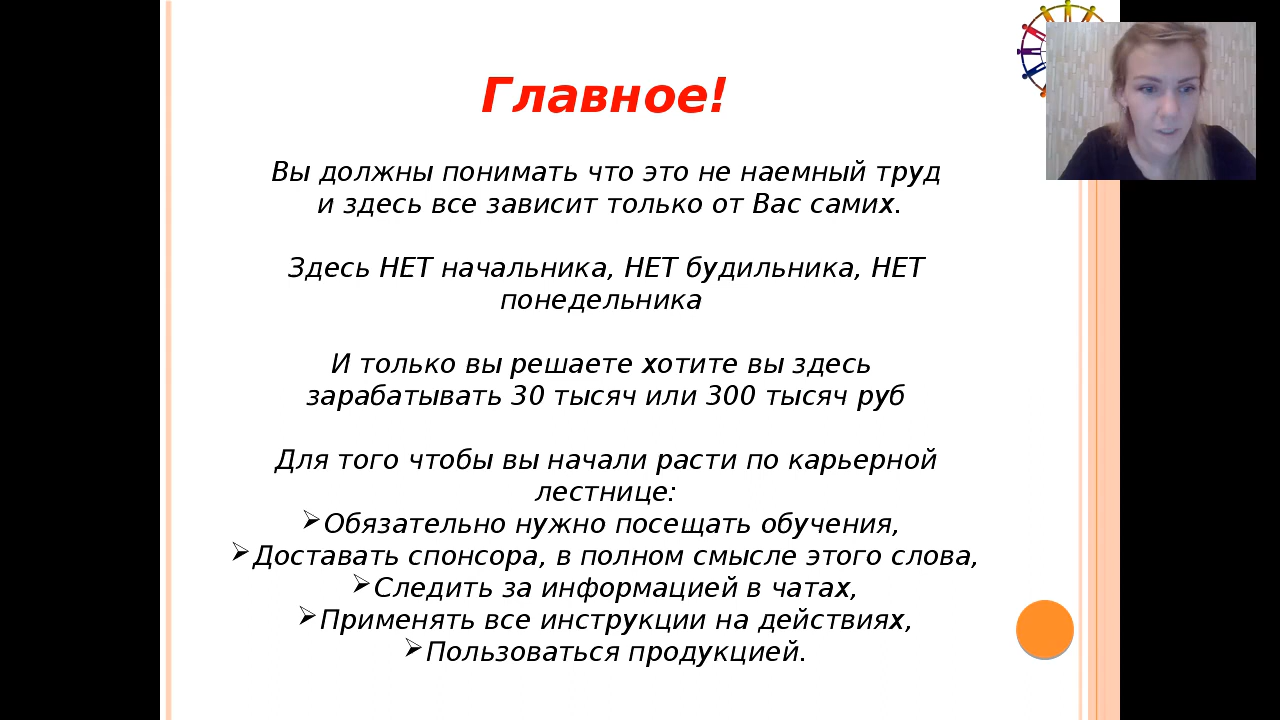 Главное!
Вы должны понимать что это не наемный труд
и здесь все зависит только от Вас самих.
Здесь НЕТ начальника, НЕТ будильника, НЕТ
понедельника
И только вы решаете хотите вы здесь
зарабатывать 30 тысяч или 300 тысяч руб
Для того чтобы вы начали расти по карьерной
лестнице:
➢Обязательно нужно посещать обучения,
➢Доставать спонсора, в полном смысле этого слова,
➢Следить за информацией в чатах,
➢Применять все инструкции на действиях,
➢Пользоваться продукцией.